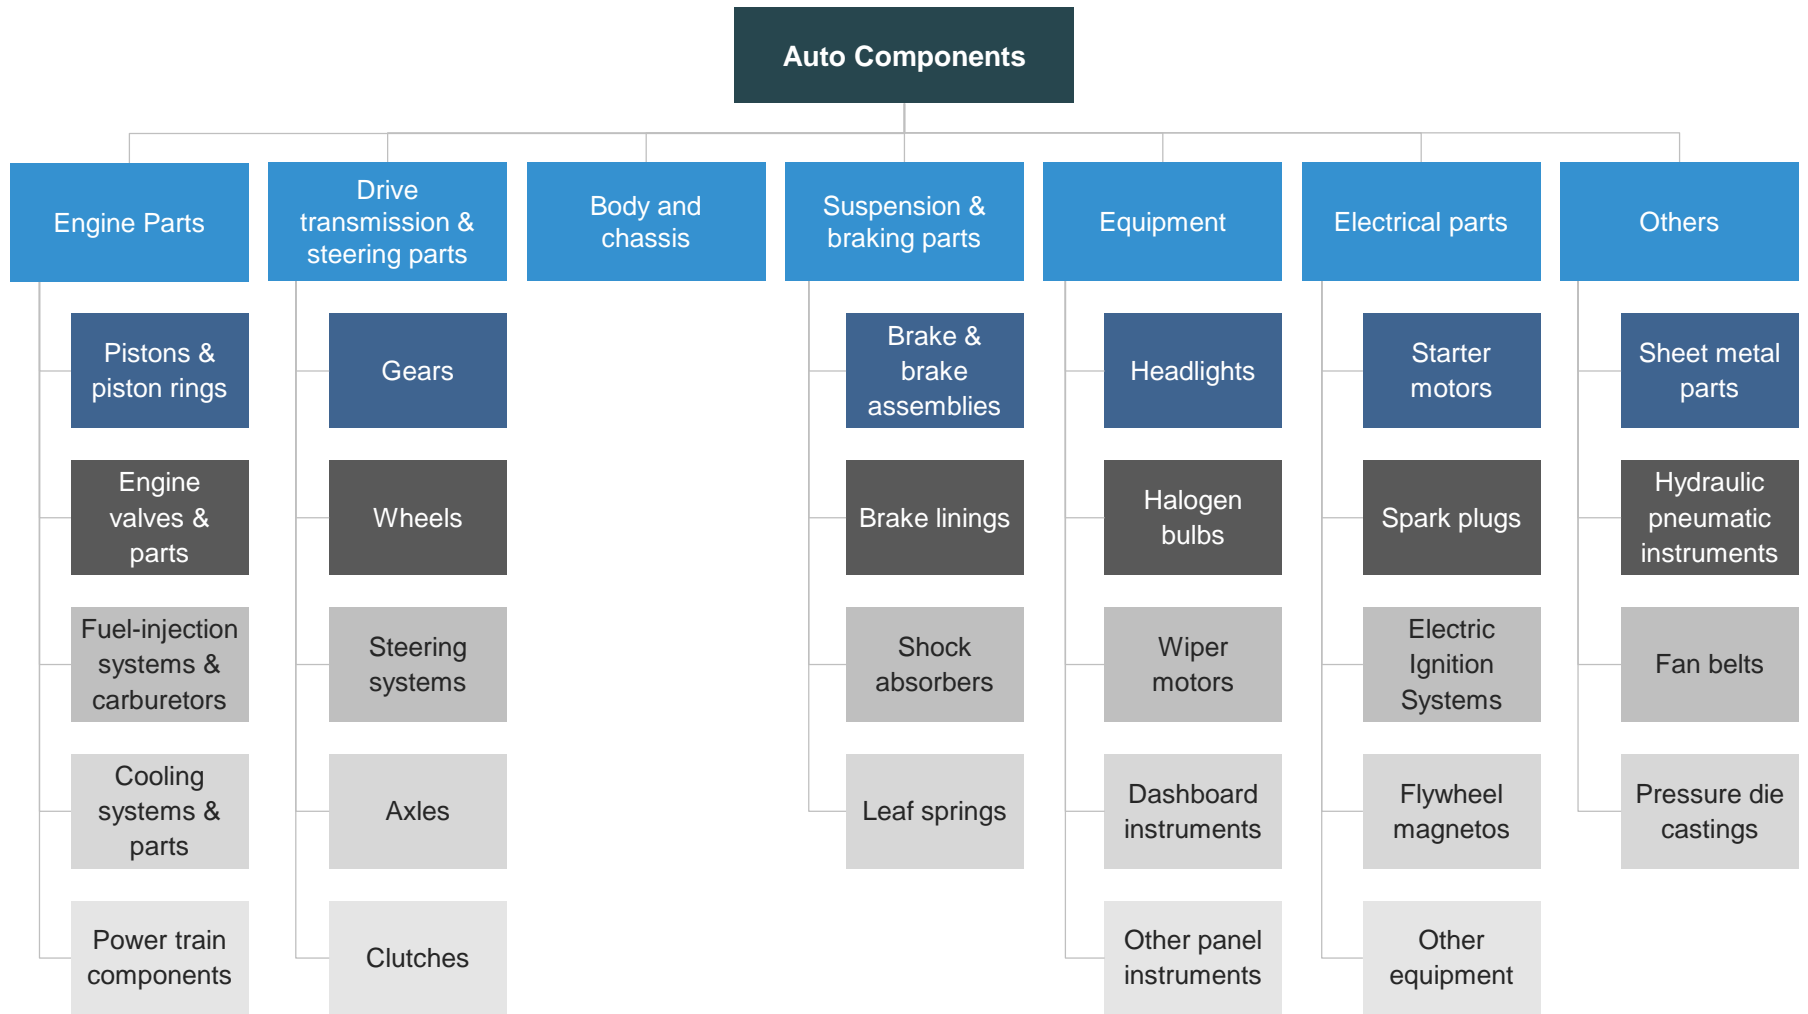 Auto Components
Engine Parts
Drive
transmission &
steering parts
Body and
chassis
Suspension &
braking parts
Equipment
Electrical parts
Others
Pistons &
piston rings
Gears
Brake &
brake
assemblies
Headlights
Starter
motors
Sheet metal
parts
Engine
valves &
parts
Wheels
Brake linings
Halogen
bulbs
Spark plugs
Hydraulic
pneumatic
instruments
Fuel-injection
systems &
carburetors
Steering
systems
Shock
absorbers
Wiper
motors
Electric
Ignition
Systems
Fan belts
Cooling
systems &
parts
Axles
Leaf springs
Dashboard
instruments
Flywheel
magnetos
Pressure die
castings
Power train
components
Clutches
Other panel
instruments
Other
equipment